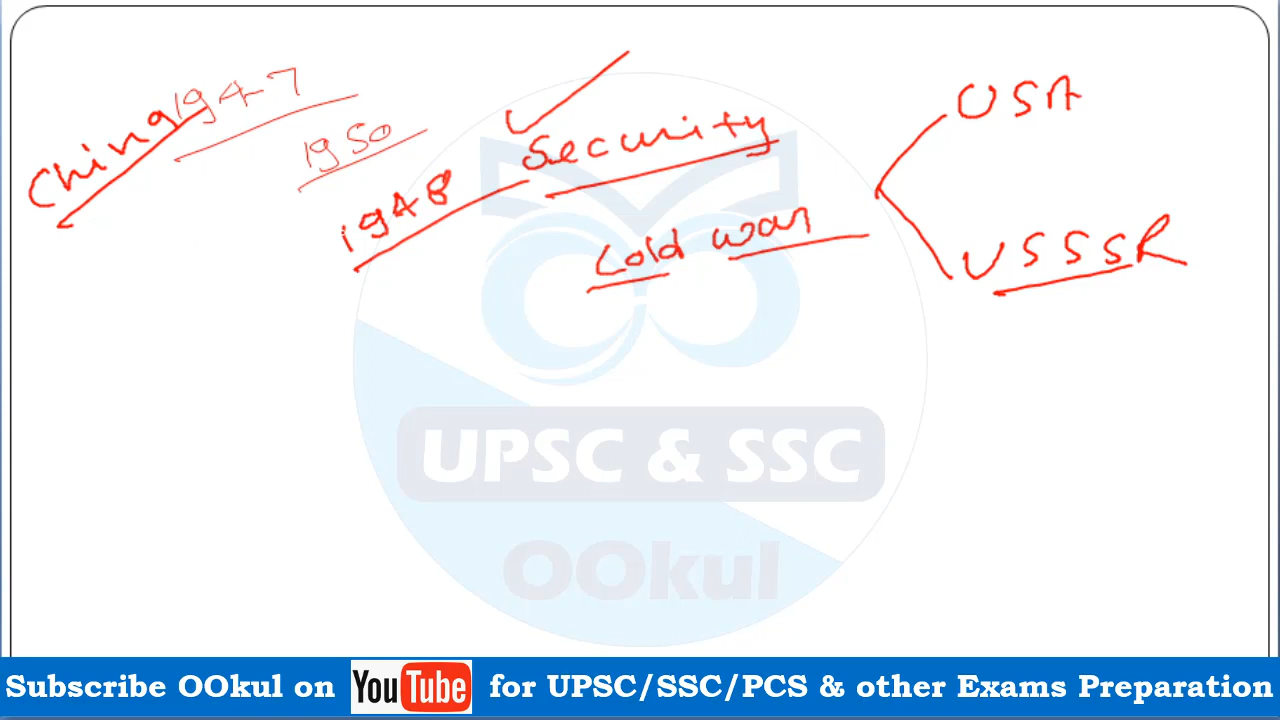 China 1947
1950
1948 Security
Cold war
USA
USSSR
UPSC & SSC
OOkul
Subscribe OOkul on YouTube for UPSC/SSC/PCS & other Exams Preparation